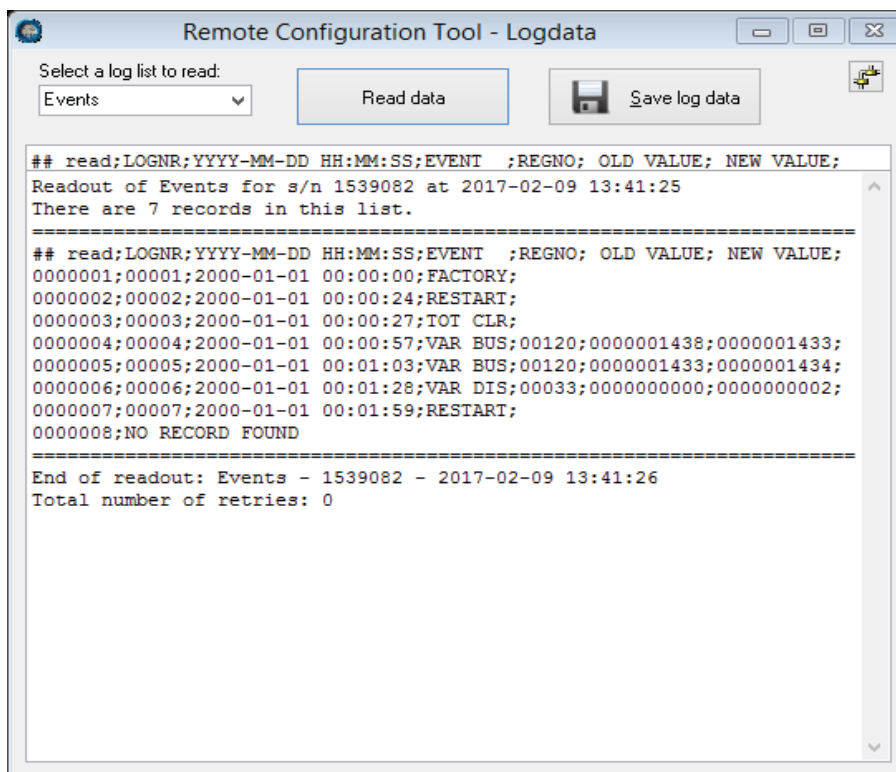 Remote Configuration Tool - Logdata
Select a log list to read:
Events
Read data
Save log data
## read;LOGNR;YYYY-MM-DD HH:MM:SS;EVENT  ;REGNO; OLD VALUE; NEW VALUE;
Readout of Events for s/n 1539082 at 2017-02-09 13:41:25
There are 7 records in this list.
======================================================================
## read;LOGNR;YYYY-MM-DD HH:MM:SS;EVENT  ;REGNO; OLD VALUE; NEW VALUE;
0000001;00001;2000-01-01 00:00:00;FACTORY;
0000002;00002;2000-01-01 00:00:24;RESTART;
0000003;00003;2000-01-01 00:00:27;TOT CLR;
0000004;00004;2000-01-01 00:00:57;VAR BUS;00120;0000001438;0000001433;
0000005;00005;2000-01-01 00:01:03;VAR BUS;00120;0000001433;0000001434;
0000006;00006;2000-01-01 00:01:28;VAR DIS;00033;0000000000;0000000002;
0000007;00007;2000-01-01 00:01:59;RESTART;
0000008;NO RECORD FOUND
======================================================================
End of readout: Events - 1539082 - 2017-02-09 13:41:26
Total number of retries: 0